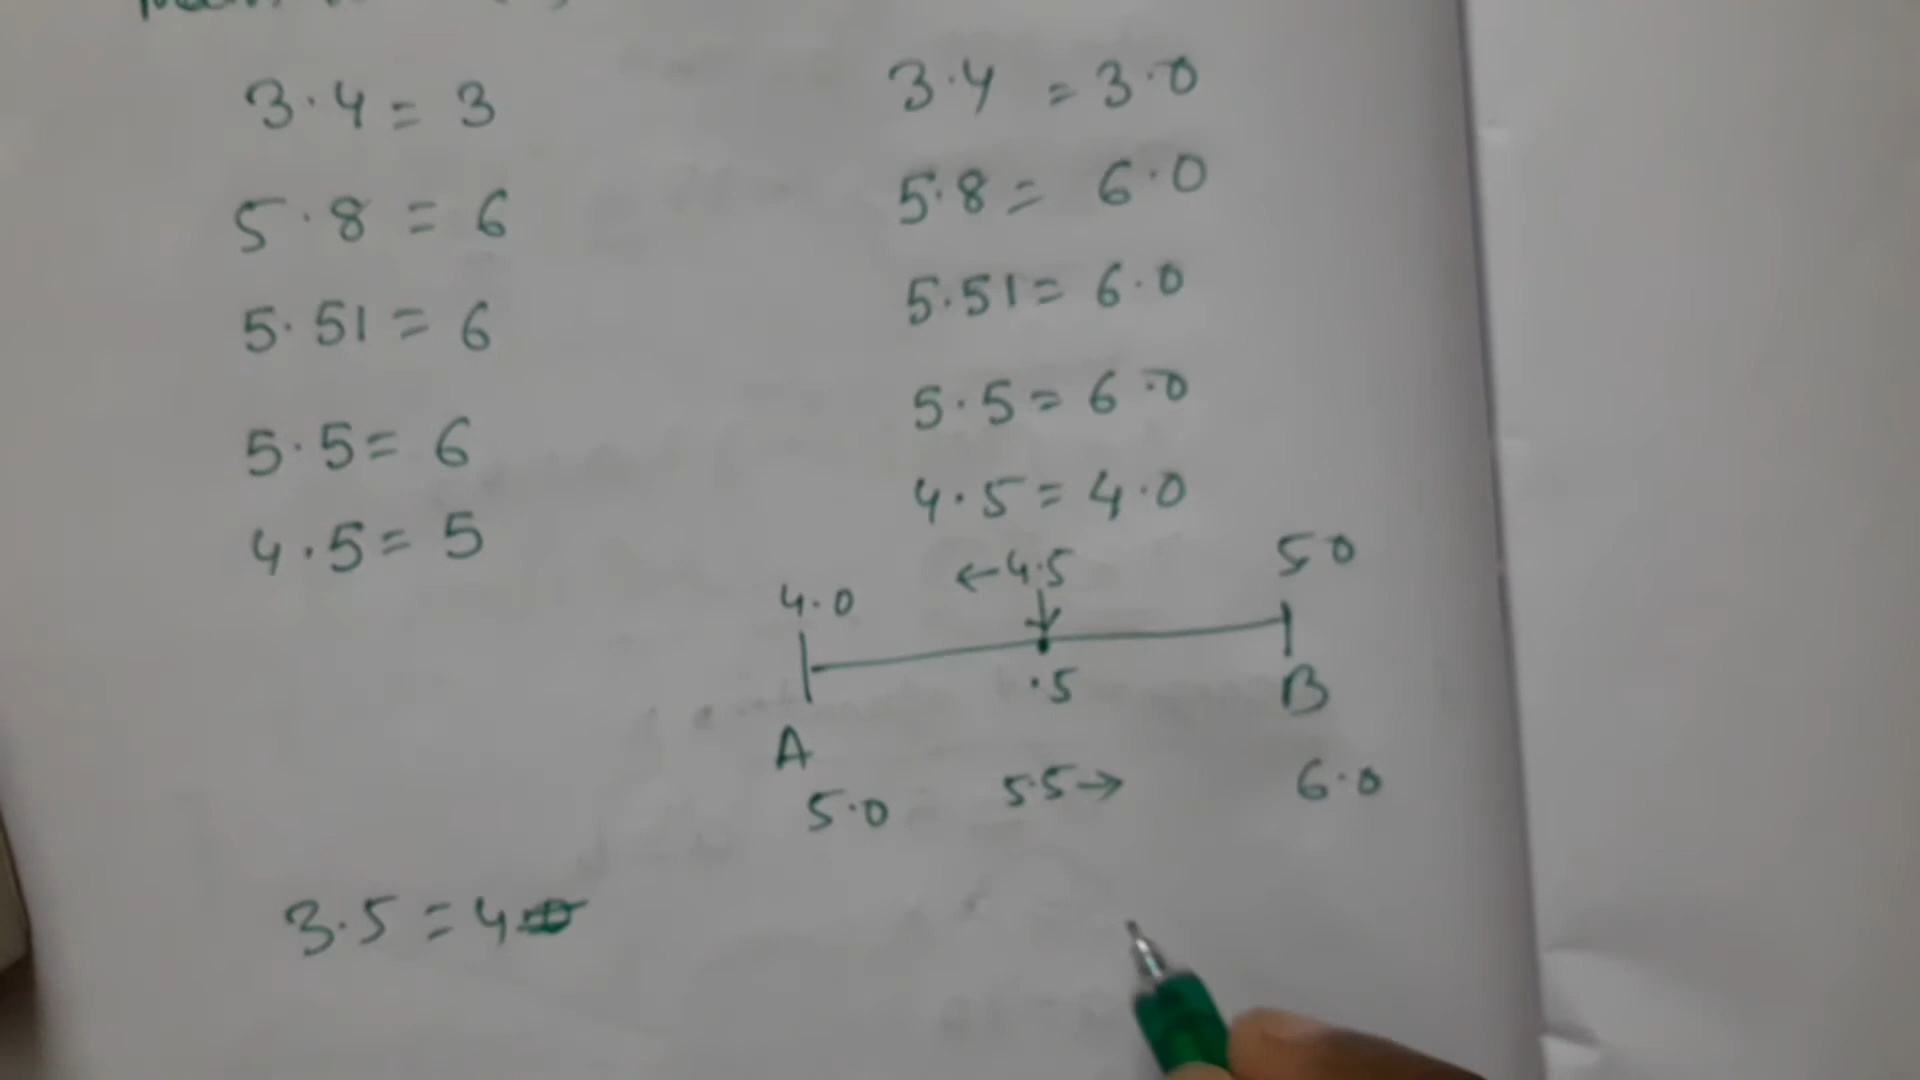 3.4 = 3
5.8 = 6
5.51 = 6
5.5 = 6
4.5 = 5
3.4 = 3.0
5.8 = 6.0
5.51 = 6.0
5.5 = 6.0
4.5 = 4.0
4.0 ←4.5 50
.5
A B
5.0 5.5→ 6.0
3.5 = 4